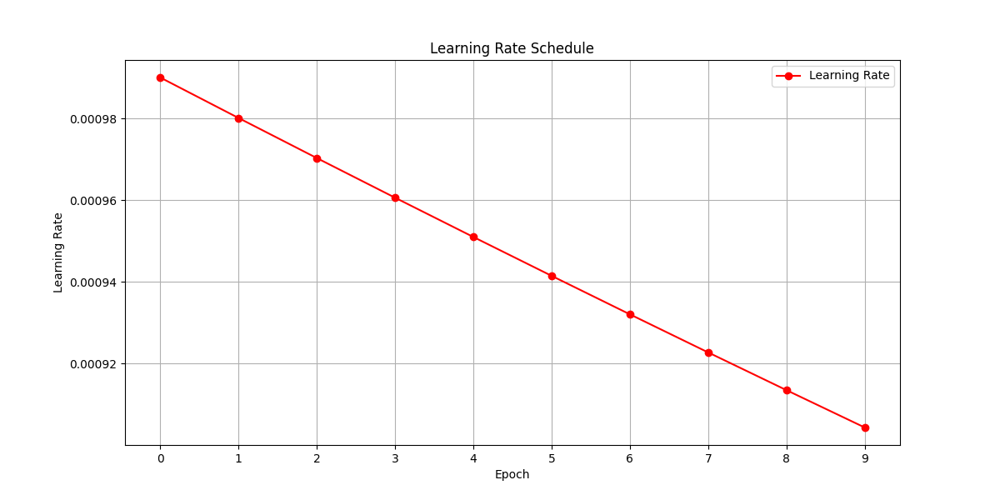 Learning Rate Schedule
Learning Rate
0.00098
0.00096
0.00094
0.00092
Learning Rate
0 1 2 3 4 5 6 7 8 9
Epoch